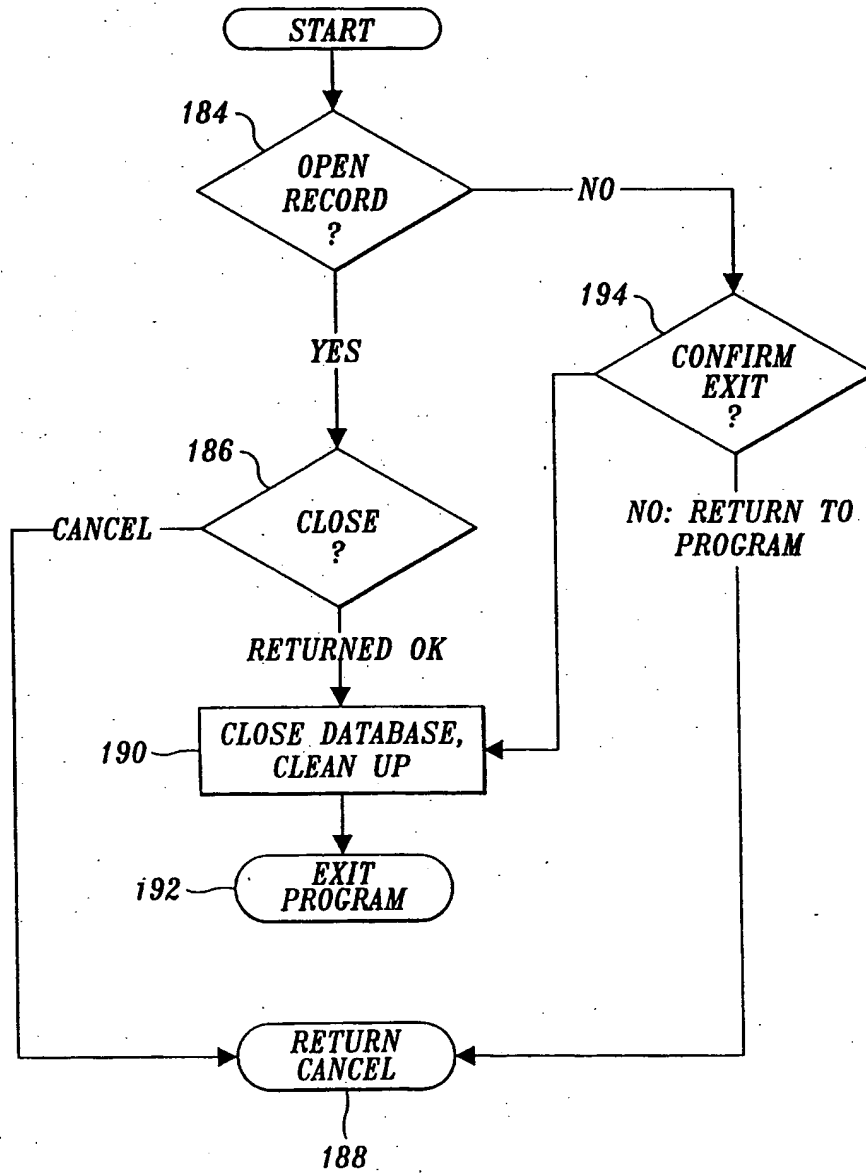 START
184
OPEN
RECORD
?
NO
194
CONFIRM
EXIT
?
YES
186
CLOSE
?
CANCEL
NO: RETURN TO
PROGRAM
RETURNED OK
190
CLOSE DATABASE,
CLEAN UP
i92
EXIT
PROGRAM
RETURN
CANCEL
188